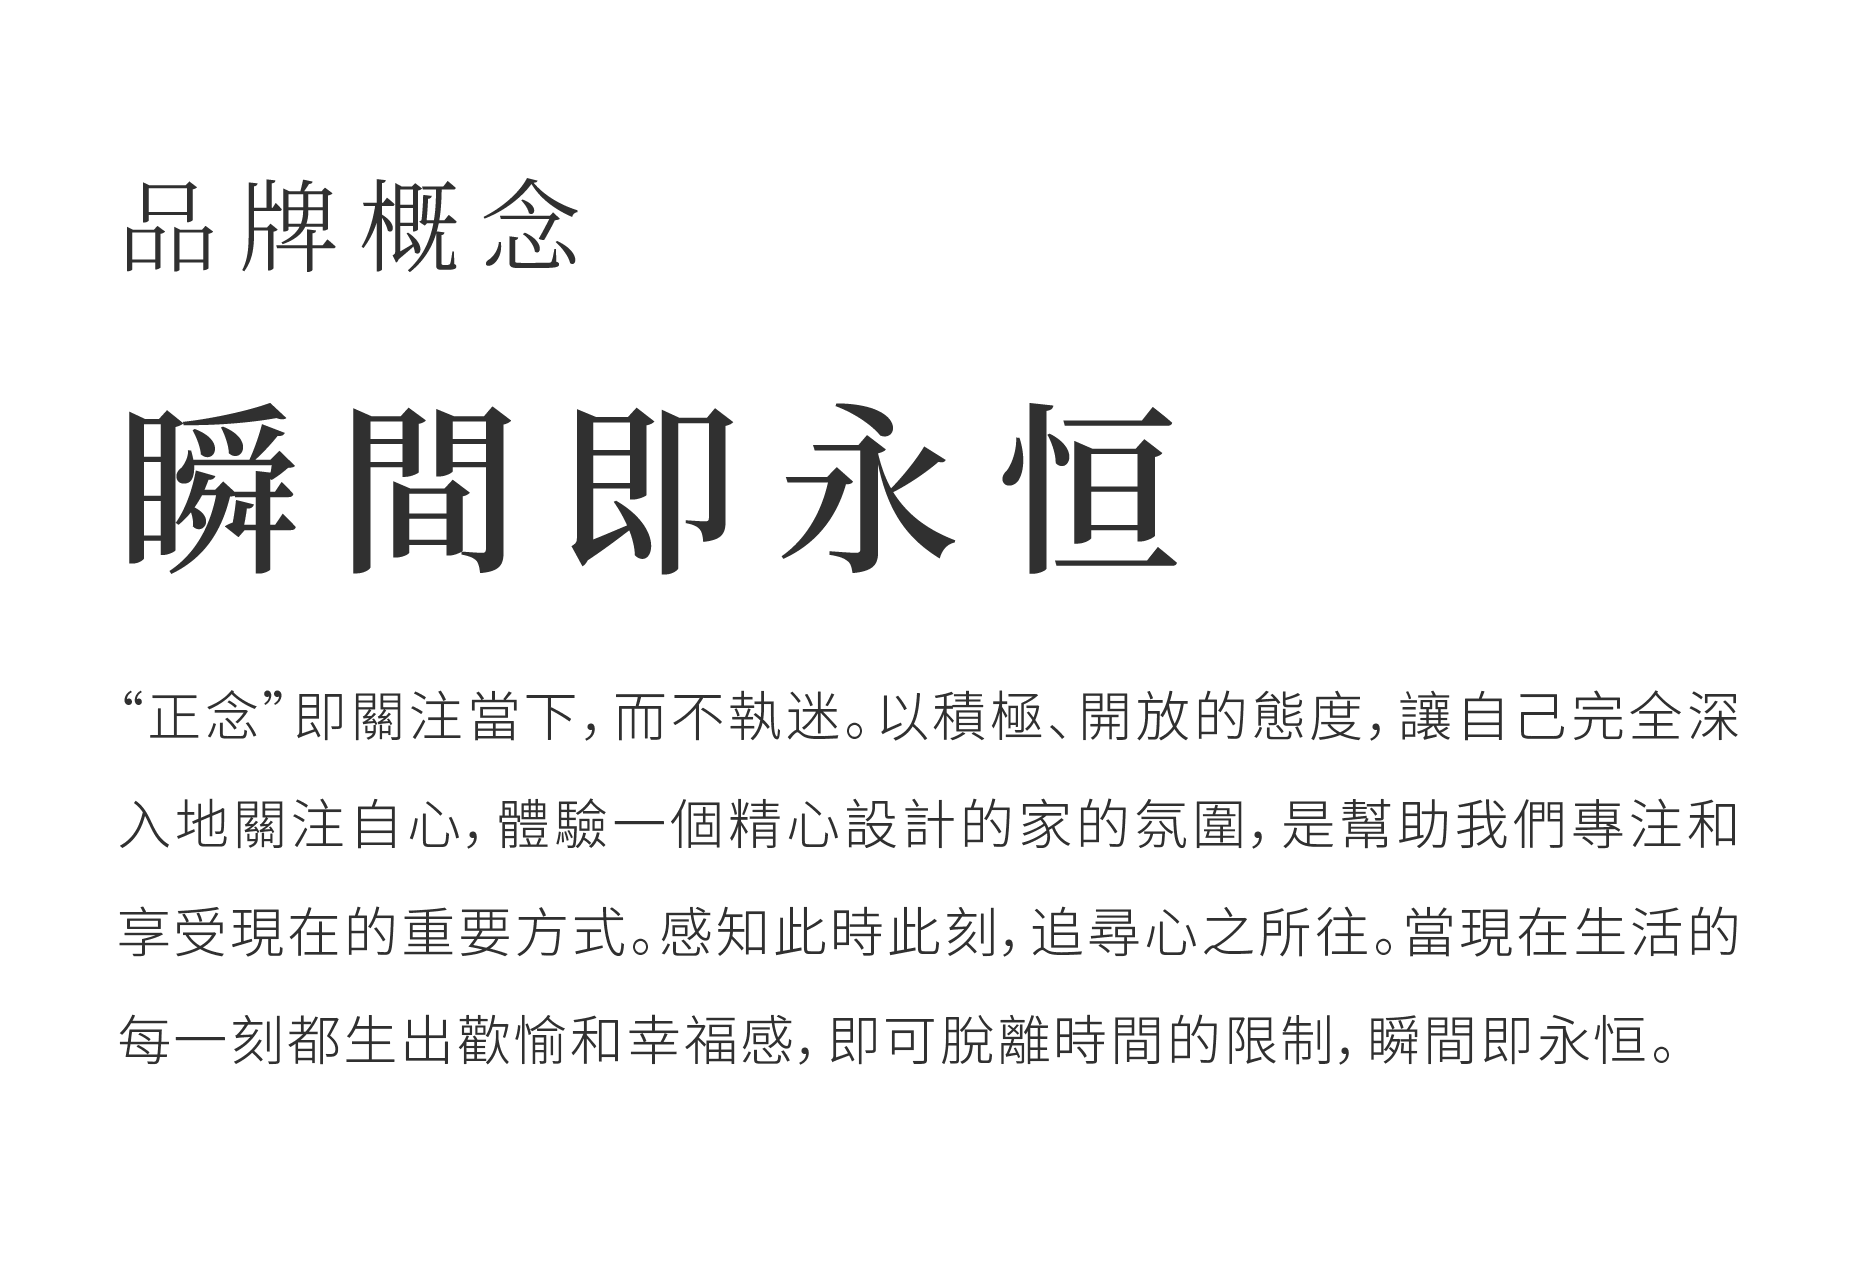 品牌概念
瞬間即永恒
“正念”即關注當下，而不執迷。以積極、開放的態度，讓自己完全深
入地關注自心，體驗一個精心設計的家的氛圍，是幫助我們專注和
享受現在的重要方式。感知此時此刻，追尋心之所往。當現在生活的
每一刻都生出歡愉和幸福感，即可脫離時間的限制，瞬間即永恒。